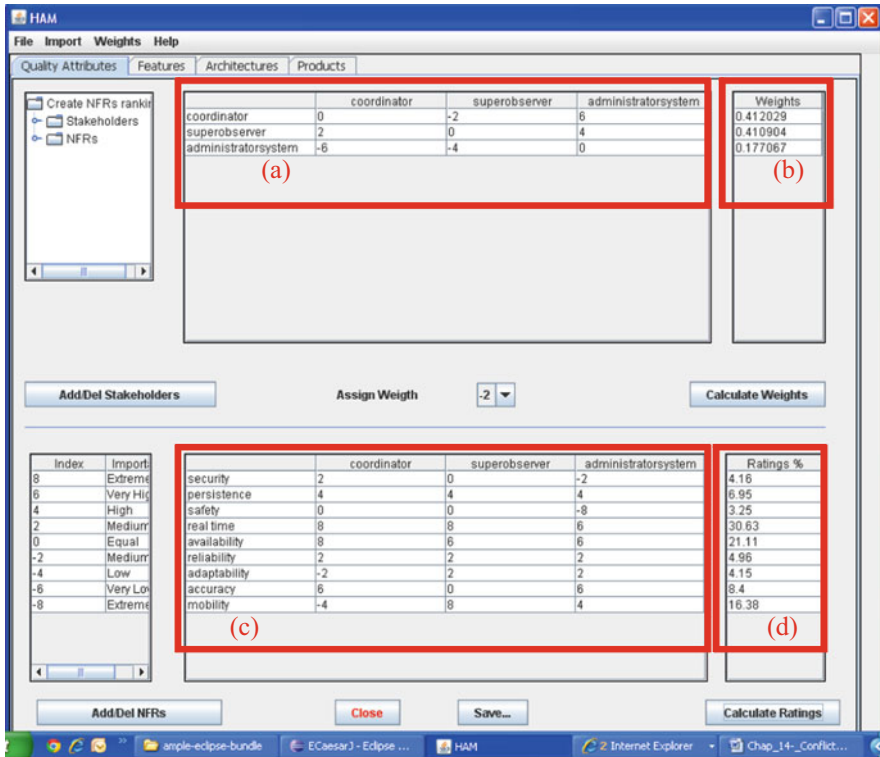 HAM
File Import Weights Help
Quality Attributes Features Architectures Products
Create NFRs rankin
Stakeholders
NFRs
coordinator superobserver administratorsystem
coordinator 0 -2 6
superobserver 2 0 4
administratorsystem -6 -4 0
(a)
Weights
0.412029
0.410904
0.177067
(b)
Add/Del Stakeholders Assign Weigth -2 Calculate Weights
Index Importa
8 Extreme
6 Very Hig
4 High
2 Medium
0 Equal
-2 Medium
-4 Low
-6 Very Lov
-8 Extreme
coordinator superobserver administratorsystem
security 2 0 -2
persistence 4 4 4
safety 0 0 -8
real time 8 8 6
availability 8 6 6
reliability 2 2 2
adaptability -2 2 2
accuracy 6 0 6
mobility -4 8 4
(c)
Ratings %
4.16
6.95
3.25
30.63
21.11
4.96
4.15
8.4
16.38
(d)
Add/Del NFRs Close Save... Calculate Ratings
ample-eclipse-bundle ECaesarJ - Eclipse ... HAM 2 Internet Explorer Chap_14-_Conflict...